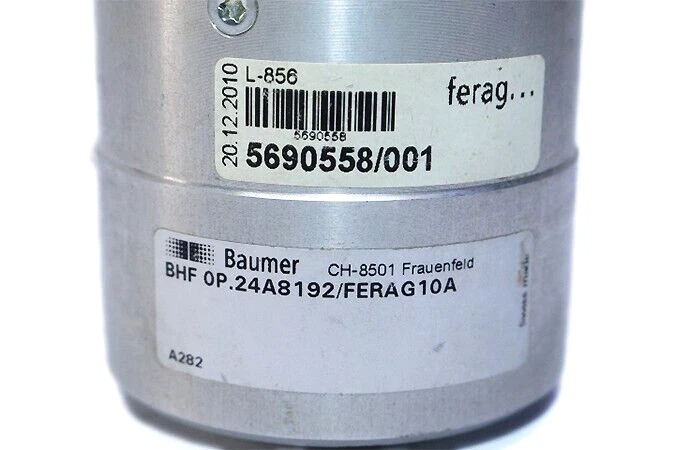 20.12.2010
L-856
ferag...
5690558
5690558/001
Baumer CH-8501 Frauenfeld
BHF 0P.24A8192/FERAG10A
A282